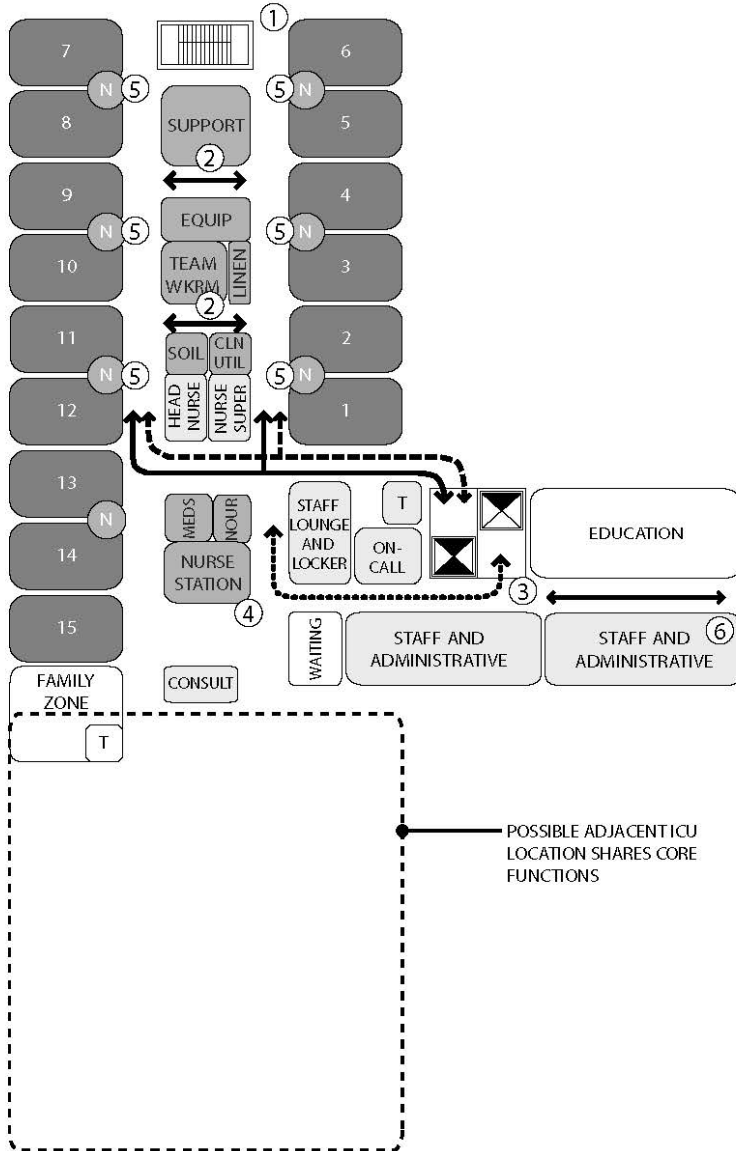 1
7
6
N
5
5
N
8
SUPPORT
5
2
9
4
EQUIP
N
5
5
N
10
TEAM
WKRM
LINEN
3
2
11
2
SOIL
CLN
UTIL
N
5
5
N
12
HEAD
NURSE
NURSE
SUPER
1
13
MEDS
NOUR
STAFF
LOUNGE
AND
LOCKER
T
EDUCATION
N
14
NURSE
STATION
ON-
CALL
3
4
15
WAITING
STAFF AND
ADMINISTRATIVE
STAFF AND
ADMINISTRATIVE
6
FAMILY
ZONE
CONSULT
T
POSSIBLE ADJACENT ICU
LOCATION SHARES CORE
FUNCTIONS